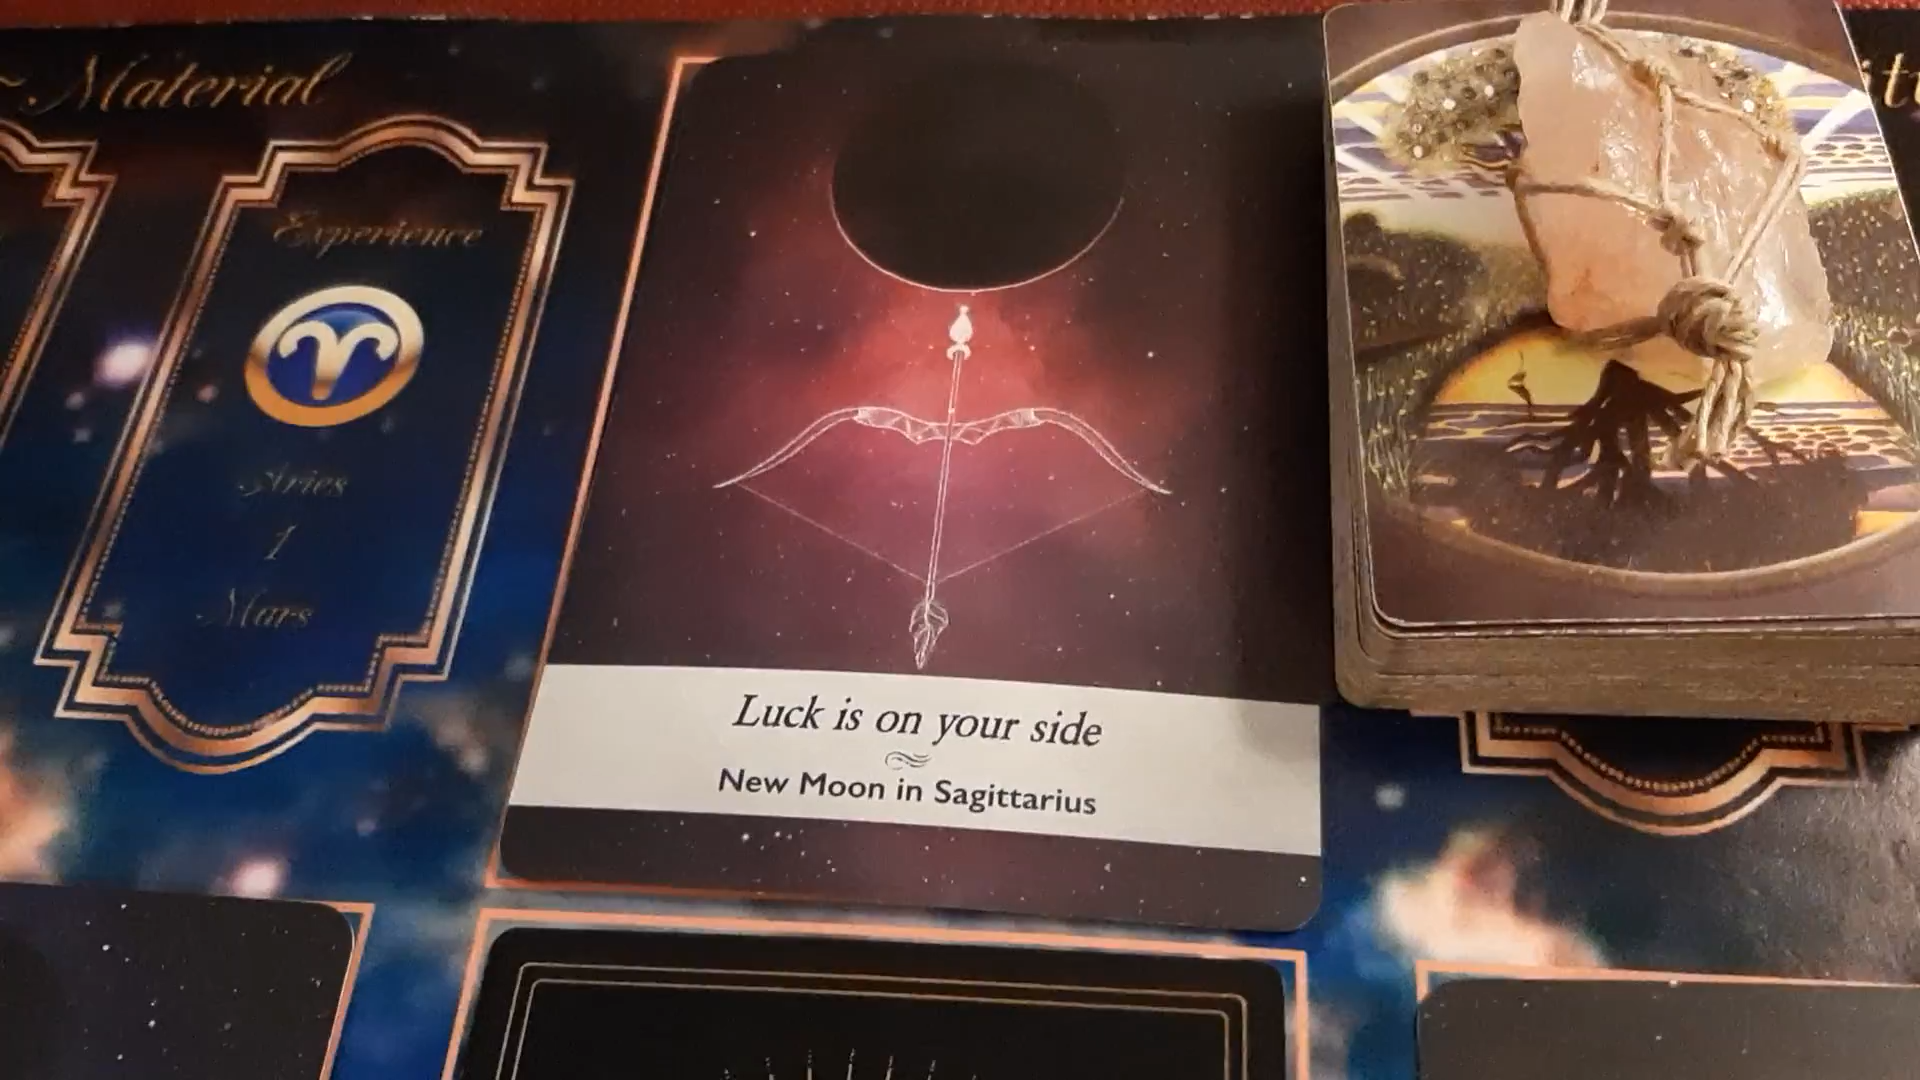 ~ Material
Experience
Aries
1
Mars
Luck is on your side
New Moon in Sagittarius